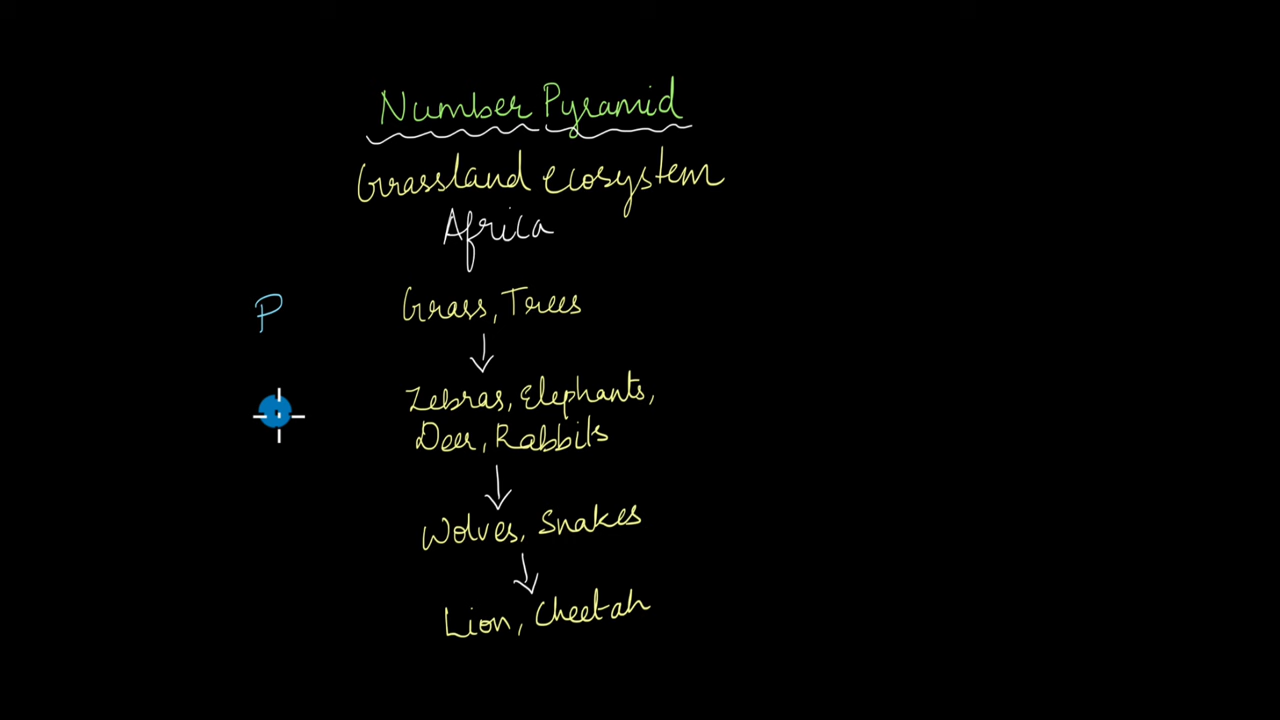 Number Pyramid
Grassland ecosystem
Africa
P
Grass, Trees
Zebras, Elephants,
Deer, Rabbits
Wolves, Snakes
Lion, Cheetah